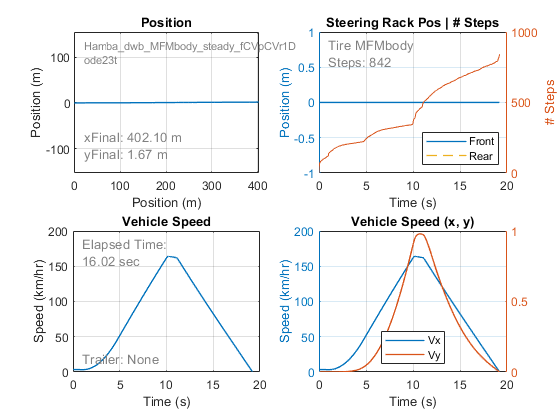 Position
Hamba_dwb_MFMbody_steady_fCVpCVr1D
ode23t
xFinal: 402.10 m
yFinal: 1.67 m
Position (m)
100
0
-100
0 100 200 300 400
Position (m)
Steering Rack Pos | # Steps
Tire MFMbody
Steps: 842
Position (m)
1
0.5
0
-0.5
-1
1000
500
0
# Steps
Front
Rear
0 5 10 15 20
Time (s)
Vehicle Speed
Elapsed Time:
16.02 sec
Trailer: None
Speed (km/hr)
200
150
100
50
0
0 5 10 15 20
Time (s)
Vehicle Speed (x, y)
Speed (km/hr)
200
150
100
50
0
1
0.5
0
Vx
Vy
0 5 10 15 20
Time (s)